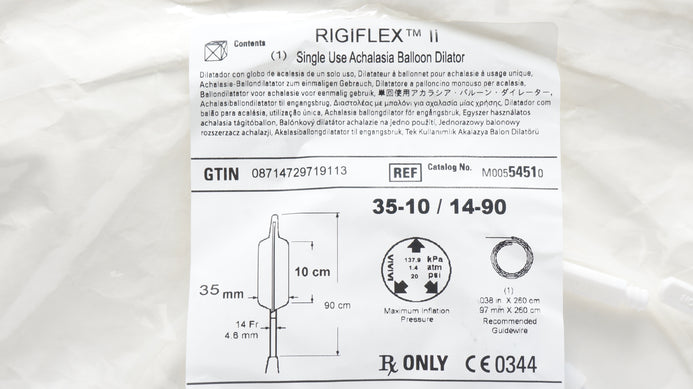 RIGIFLEX™ II
Contents
(1) Single Use Achalasia Balloon Dilator
Dilatador con globo de acalasia de un solo uso, Dilatateur à ballonnet pour achalasie à usage unique,
Achalasie-Ballondilatator zum einmaligen Gebrauch, Dilatatore a palloncino monouso per acalasia,
Ballondilatator voor achalasie voor eenmalig gebruik, 単回使用アカラシア・バルーン・ダイレーター,
Achalasiballondilatator til engangsbrug, Διαστολέας με μπαλόνι για αχαλασία μίας χρήσης, Dilatador com
balão para acalásia, utilização única, Achalasi ballongdilatator för engångsbruk, Egyszer használatos
achalasia tágítóballon, Balónkový dilatátor achalazie na jedno použití, Jednorazowy balonowy
rozszerzacz achalazji, Akalasiballongdilatator til engangsbruk, Tek Kullanımlık Akalazya Balon Dilatörü
GTIN 08714729719113
REF Catalog No. M00554510
35-10 / 14-90
10 cm
35 mm
90 cm
14 Fr
4.6 mm
137.9 kPa
1.4 atm
20 psi
MAX
Maximum Inflation
Pressure
(1)
.038 in. X 260 cm
.97 mm X 260 cm
Recommended
Guidewire
Rx ONLY CE 0344